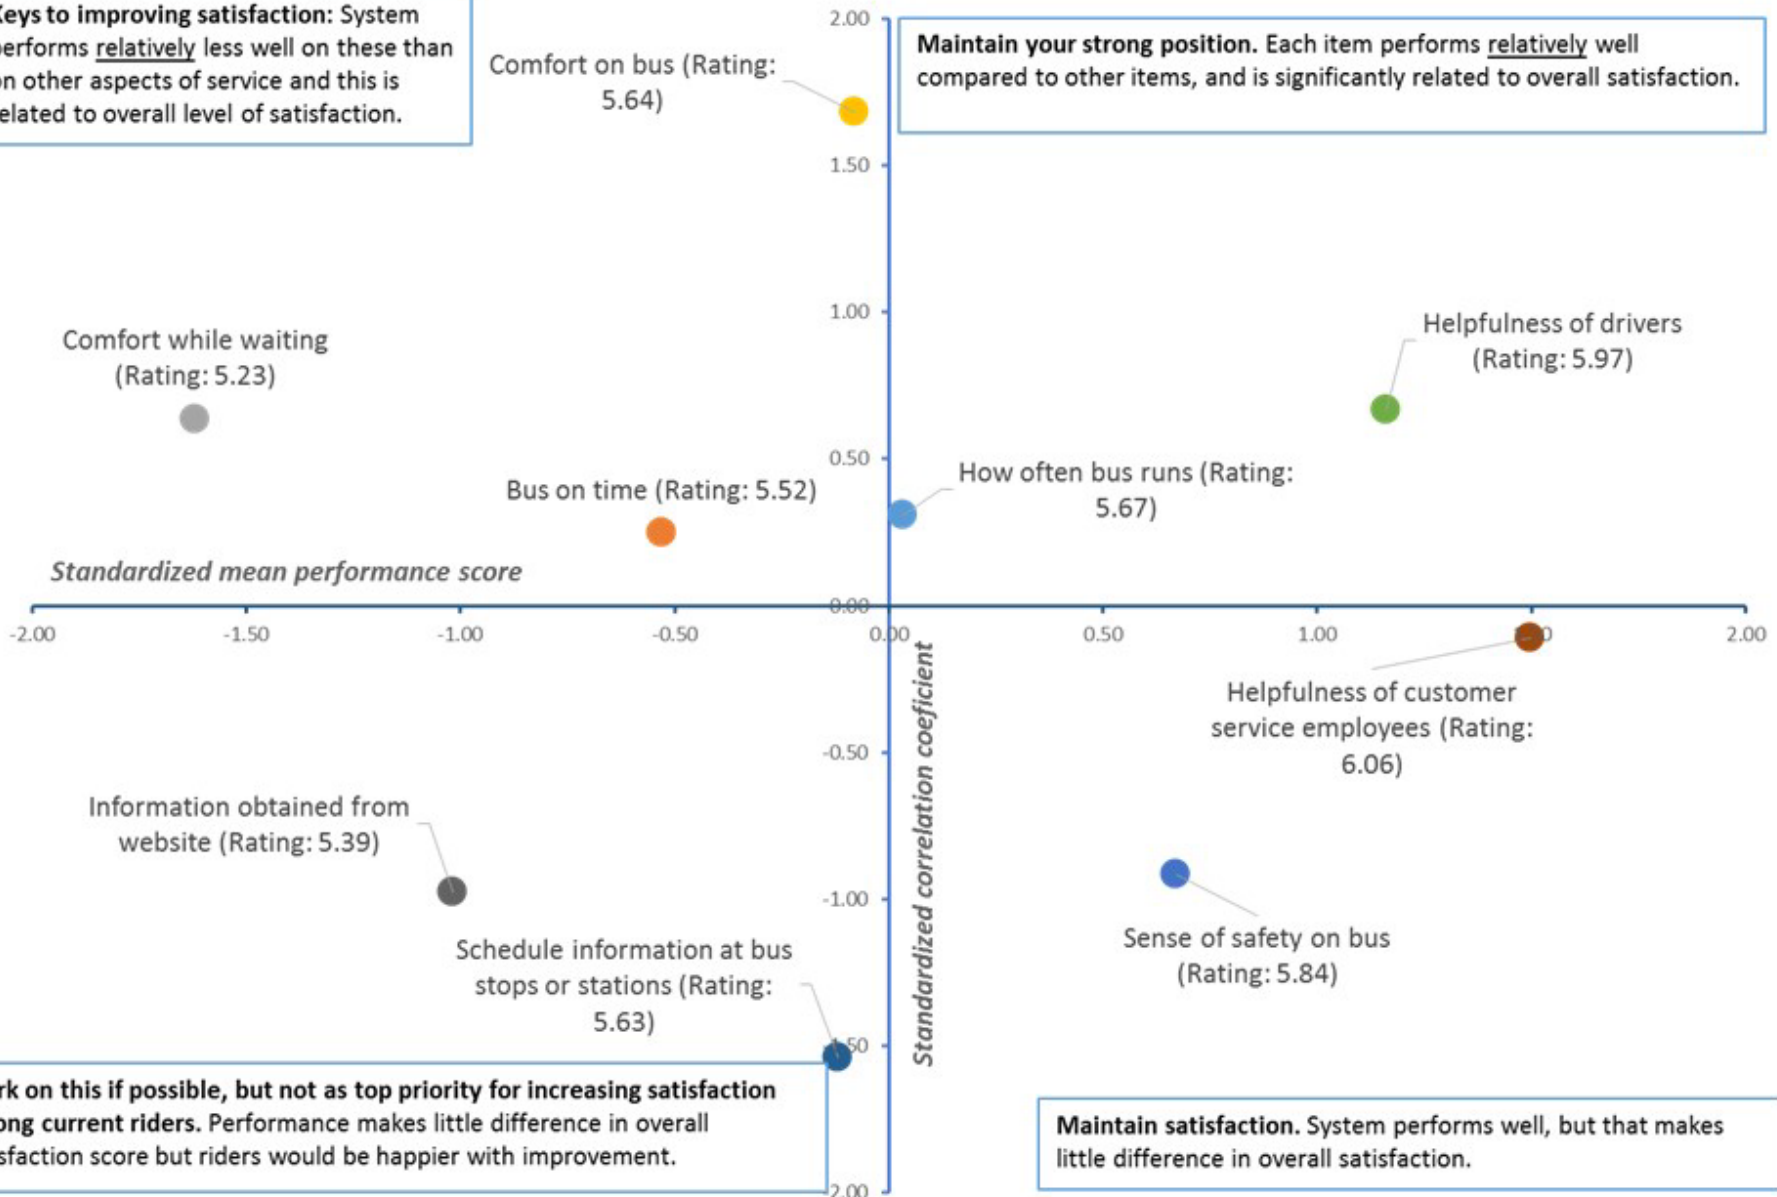 Keys to improving satisfaction: System
performs relatively less well on these than
on other aspects of service and this is
related to overall level of satisfaction.
Comfort on bus (Rating:
5.64)
2.00
Maintain your strong position. Each item performs relatively well
compared to other items, and is significantly related to overall satisfaction.
1.50
1.00
Comfort while waiting
(Rating: 5.23)
Helpfulness of drivers
(Rating: 5.97)
0.50
Bus on time (Rating: 5.52)
How often bus runs (Rating:
5.67)
Standardized mean performance score
0.00
-2.00 -1.50 -1.00 -0.50 0.00 0.50 1.00 2.00
Standardized correlation coeficient
Helpfulness of customer
service employees (Rating:
6.06)
-0.50
Information obtained from
website (Rating: 5.39)
-1.00
Sense of safety on bus
(Rating: 5.84)
Schedule information at bus
stops or stations (Rating:
5.63)
rk on this if possible, but not as top priority for increasing satisfaction
ong current riders. Performance makes little difference in overall
sfaction score but riders would be happier with improvement.
Maintain satisfaction. System performs well, but that makes
little difference in overall satisfaction.
2.00